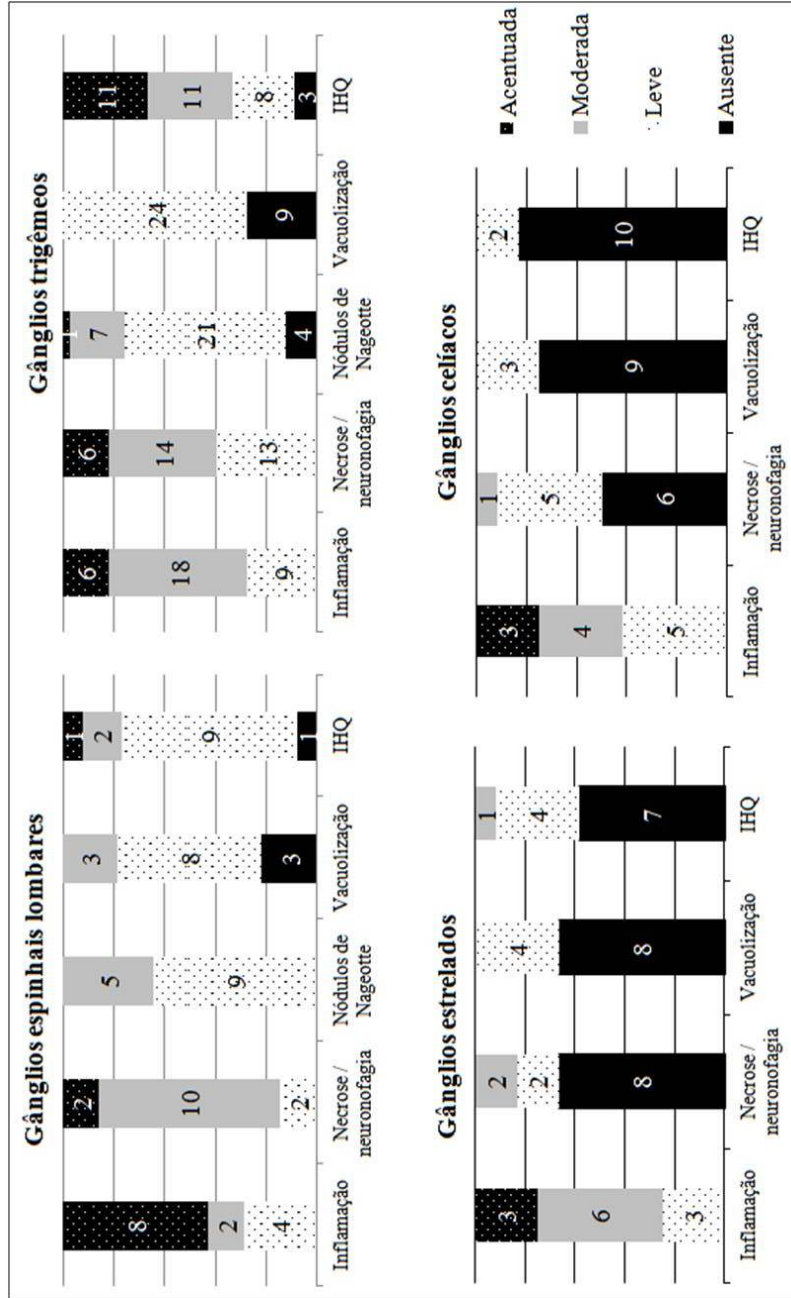 Gânglios espinhais lombares
8
2
4
Inflamação
2
10
2
Necrose /
neuronofagia
5
9
Nódulos de
Nageotte
3
8
3
Vacuolização
1
2
9
1
IHQ
Gânglios trigêmeos
6
18
9
Inflamação
6
14
13
Necrose /
neuronofagia
1
7
21
4
Nódulos de
Nageotte
24
9
Vacuolização
11
11
8
3
IHQ
Gânglios estrelados
3
6
3
Inflamação
2
2
8
Necrose /
neuronofagia
4
8
Vacuolização
1
4
7
IHQ
Gânglios celíacos
3
4
5
Inflamação
1
5
6
Necrose /
neuronofagia
3
9
Vacuolização
2
10
IHQ
Acentuada
Moderada
Leve
Ausente